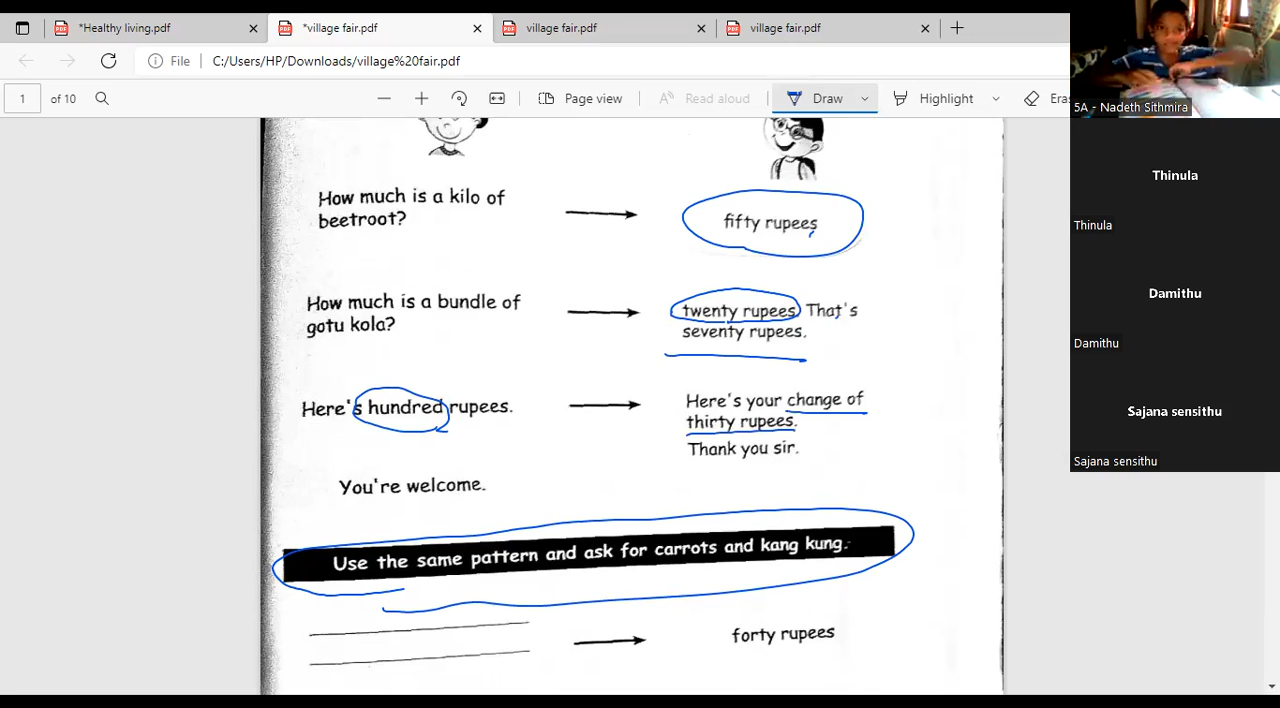 *Healthy living.pdf
*village fair.pdf
village fair.pdf
village fair.pdf
File
C:/Users/HP/Downloads/village%20fair.pdf
1 of 10
Page view
Read aloud
Draw
Highlight
Eras
5A - Nadeth Sithmira
Thinula
Thinula
Damithu
Damithu
Sajana sensithu
Sajana sensithu
How much is a kilo of
beetroot?
fifty rupees
How much is a bundle of
gotu kola?
twenty rupees That's
seventy rupees.
Here's hundred rupees.
Here's your change of
thirty rupees.
Thank you sir.
You're welcome.
Use the same pattern and ask for carrots and kang kung.
forty rupees